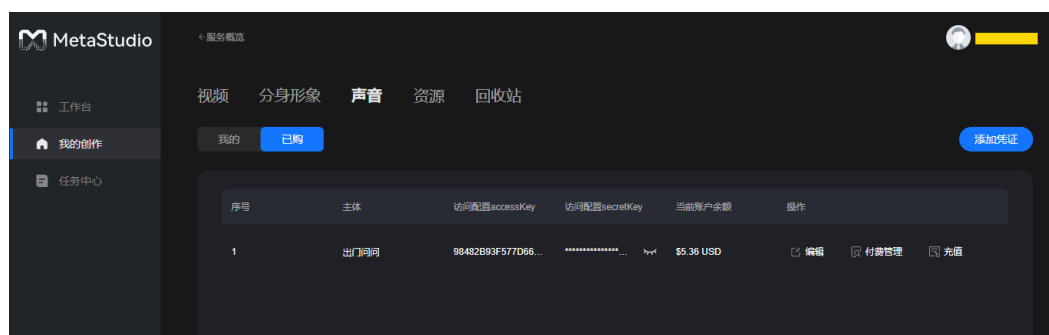 MetaStudio
<服务概览
工作台
我的创作
任务中心
视频 分身形象 声音 资源 回收站
我的 已购 添加凭证
序号 主体 访问配置accessKey 访问配置secretKey 当前账户余额 操作
1 出门问问 98482B93F577D66... ***************... $5.36 USD 编辑 付费管理 充值